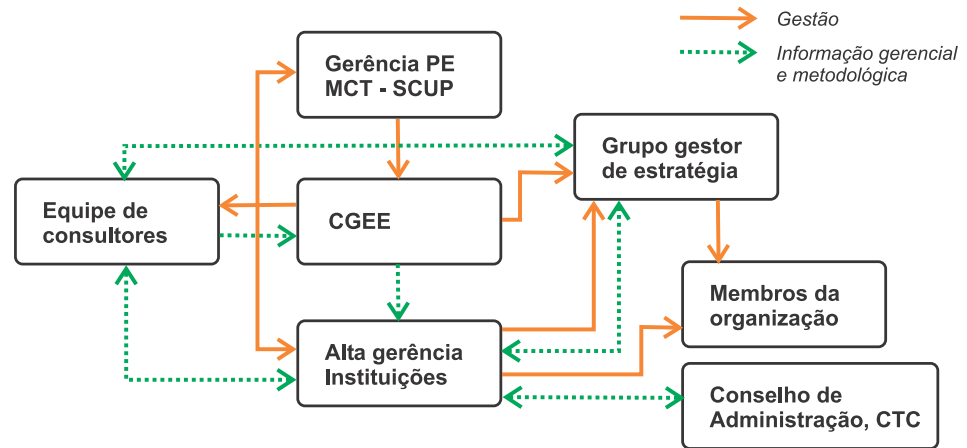 Gestão
Informação gerencial
e metodológica
Gerência PE
MCT - SCUP
Grupo gestor
de estratégia
Equipe de
consultores
CGEE
Membros da
organização
Alta gerência
Instituições
Conselho de
Administração, CTC